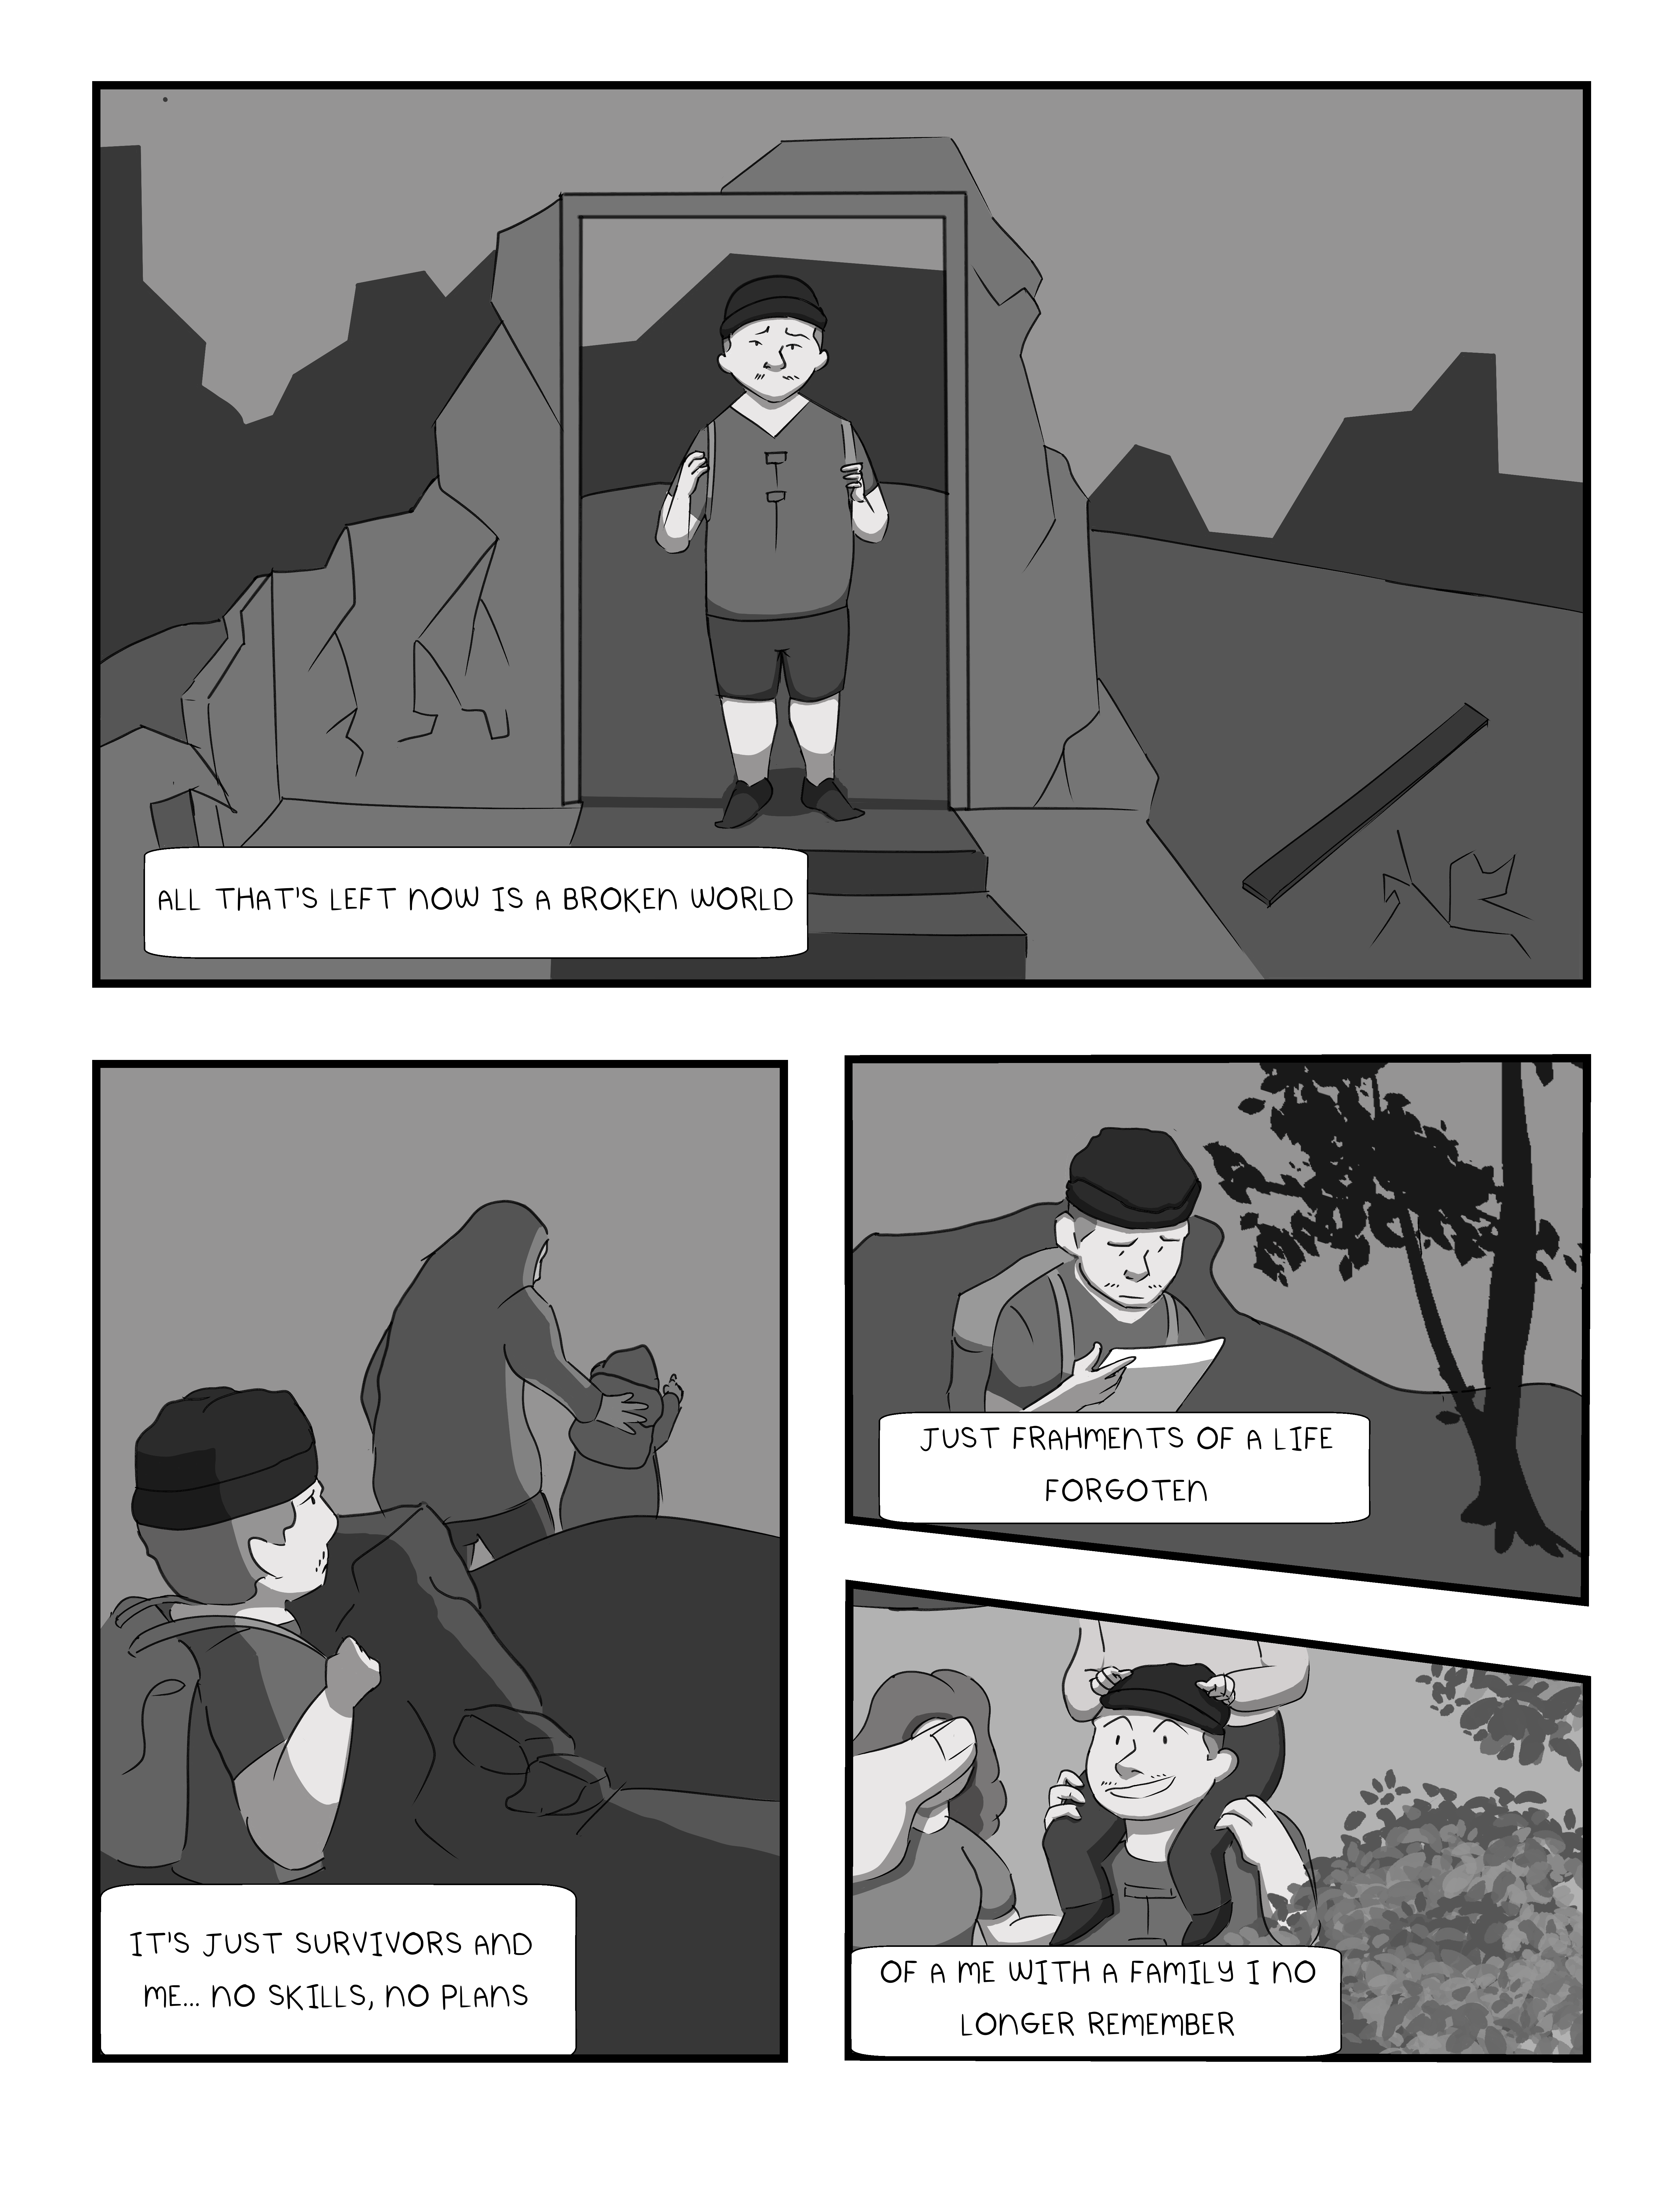 ALL THAT'S LEFT NOW IS A BROKEN WORLD
IT'S JUST SURVIVORS AND
ME... NO SKILLS, NO PLANS
JUST FRAHMENTS OF A LIFE
FORGOTEN
OF A ME WITH A FAMILY I NO
LONGER REMEMBER